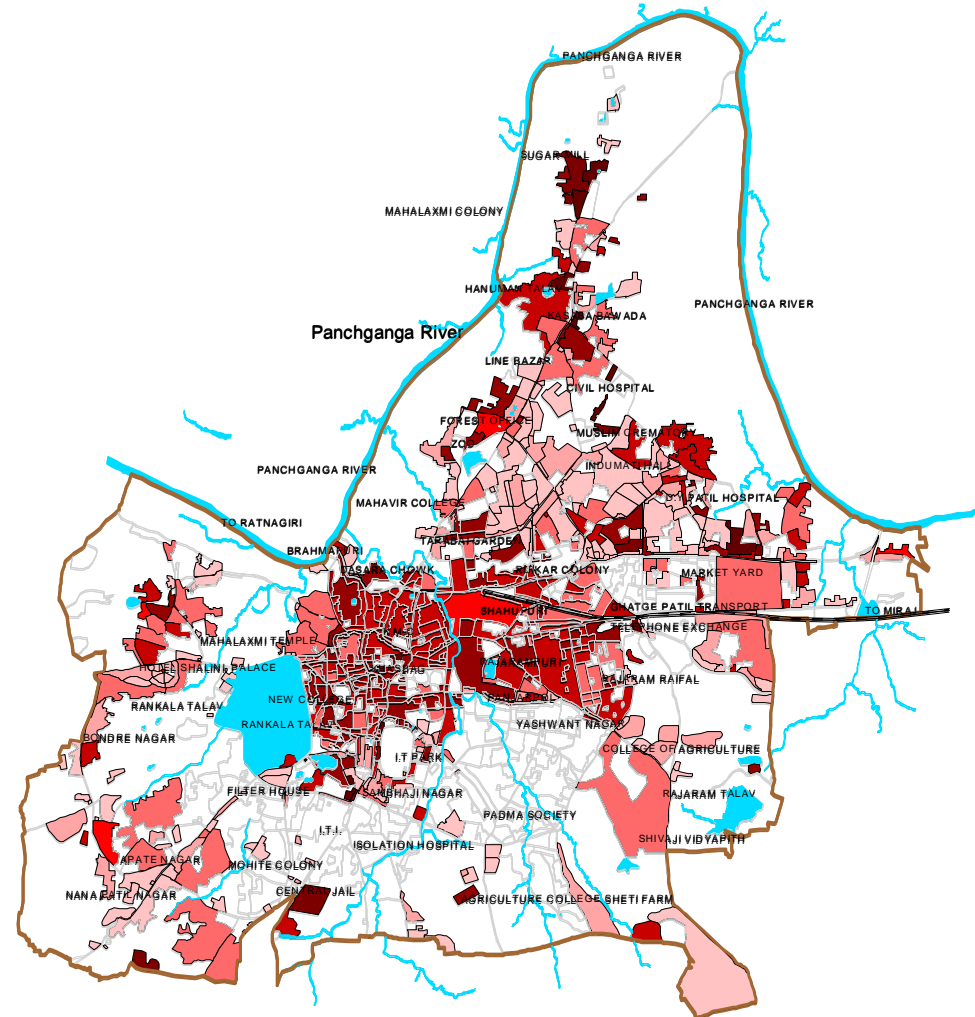 PANCHGANGA RIVER
SUGAR MILL
MAHALAXMI COLONY
HANUMAN TALAV
PANCHGANGA RIVER
KASABA BAWADA
Panchganga River
LINE BAZAR
CIVIL HOSPITAL
FOREST OFFICE
MUSLIM CREMATORY
ZOO
INDUMATI HALL
PANCHGANGA RIVER
D.Y PATIL HOSPITAL
MAHAVIR COLLEGE
TO RATNAGIRI
TARABAI GARDEN
BRAHMAPURI
DASARA CHOWK
RUIKAR COLONY
MARKET YARD
SHAHUPURI
GHATGE PATIL TRANSPORT
TO MIRAJ
TELEPHONE EXCHANGE
MAHALAXMI TEMPLE
RAJARAMPURI
HOTEL SHALINI PALACE
RAJARAM RAIFAL
NEW COLLEGE
PANJARPOL
RANKALA TALAV
RANKALA TALAV
YASHWANT NAGAR
BONDRE NAGAR
COLLEGE OF AGRICULTURE
I.T PARK
FILTER HOUSE
SAMBHAJI NAGAR
RAJARAM TALAV
PADMA SOCIETY
I.T.I.
SHIVAJI VIDYAPITH
ISOLATION HOSPITAL
APATE NAGAR
MOHITE COLONY
NANA PATIL NAGAR
CENTRAL JAIL
AGRICULTURE COLLEGE SHETI FARM